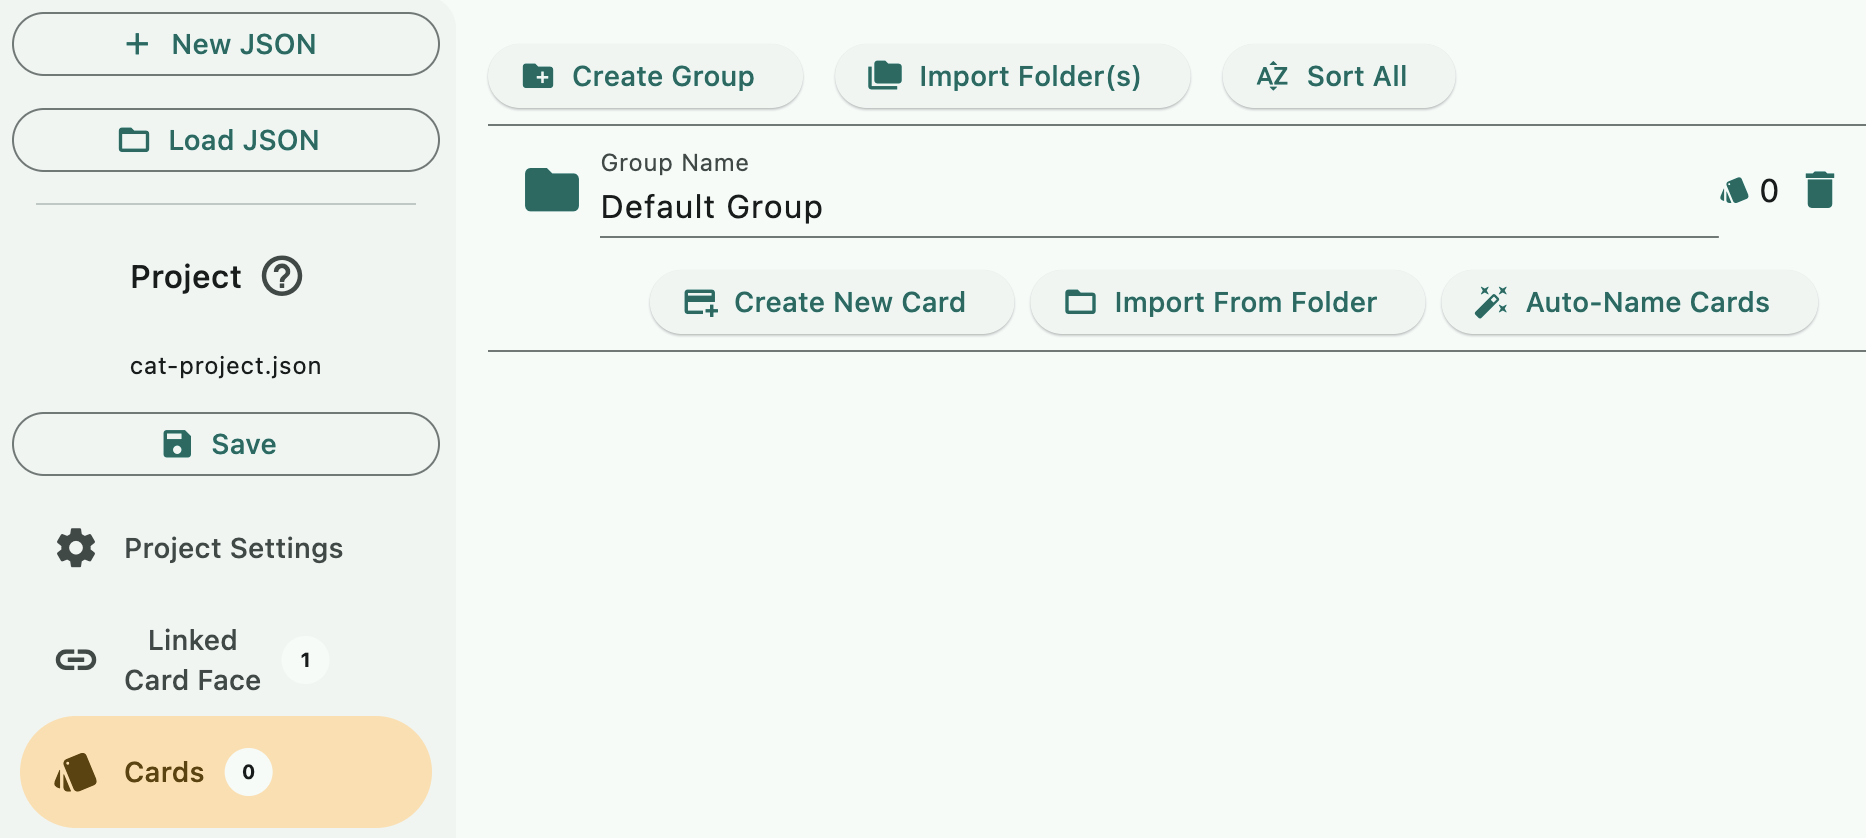 New JSON
Load JSON
Project
cat-project.json
Save
Project Settings
Linked
Card Face
1
Cards
0
Create Group
Import Folder(s)
Sort All
Group Name
Default Group
0
Create New Card
Import From Folder
Auto-Name Cards